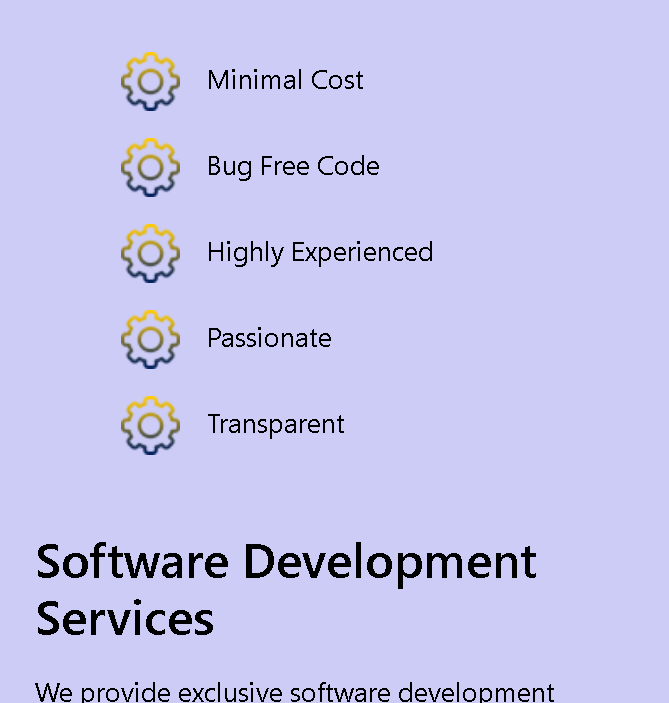 Minimal Cost
Bug Free Code
Highly Experienced
Passionate
Transparent
Software Development
Services
We provide exclusive software development